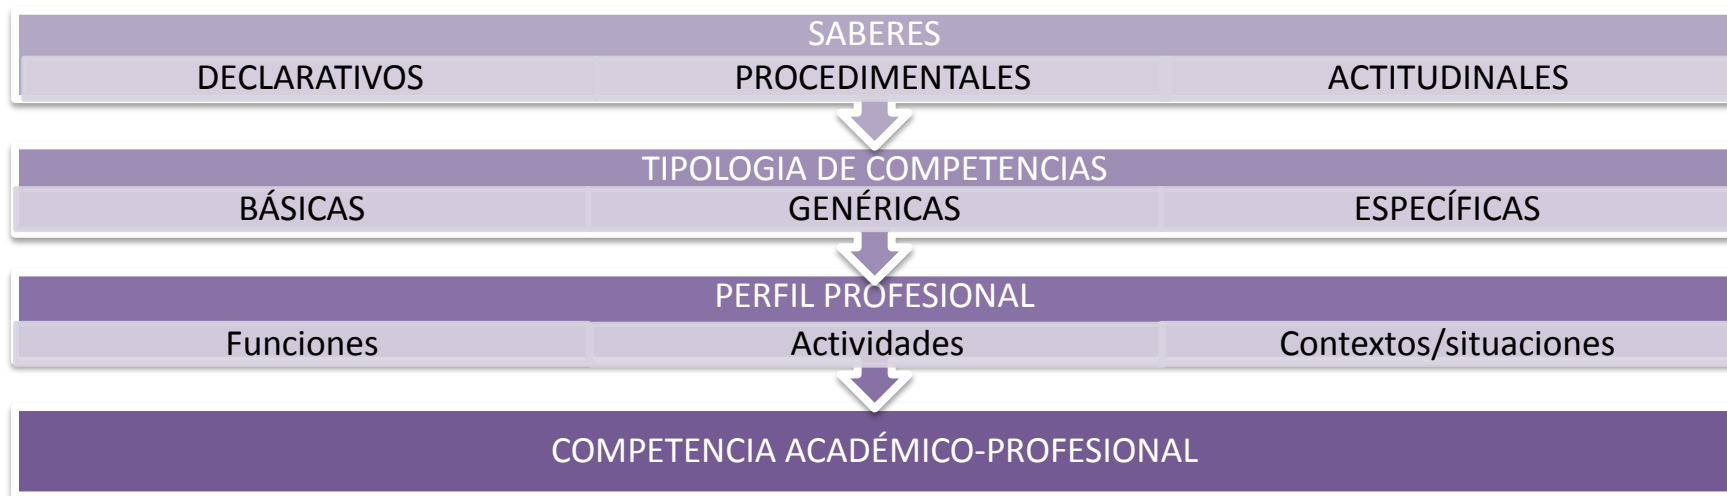 SABERES
DECLARATIVOS PROCEDIMENTALES ACTITUDINALES
TIPOLOGIA DE COMPETENCIAS
BÁSICAS GENÉRICAS ESPECÍFICAS
PERFIL PROFESIONAL
Funciones Actividades Contextos/situaciones
COMPETENCIA ACADÉMICO-PROFESIONAL